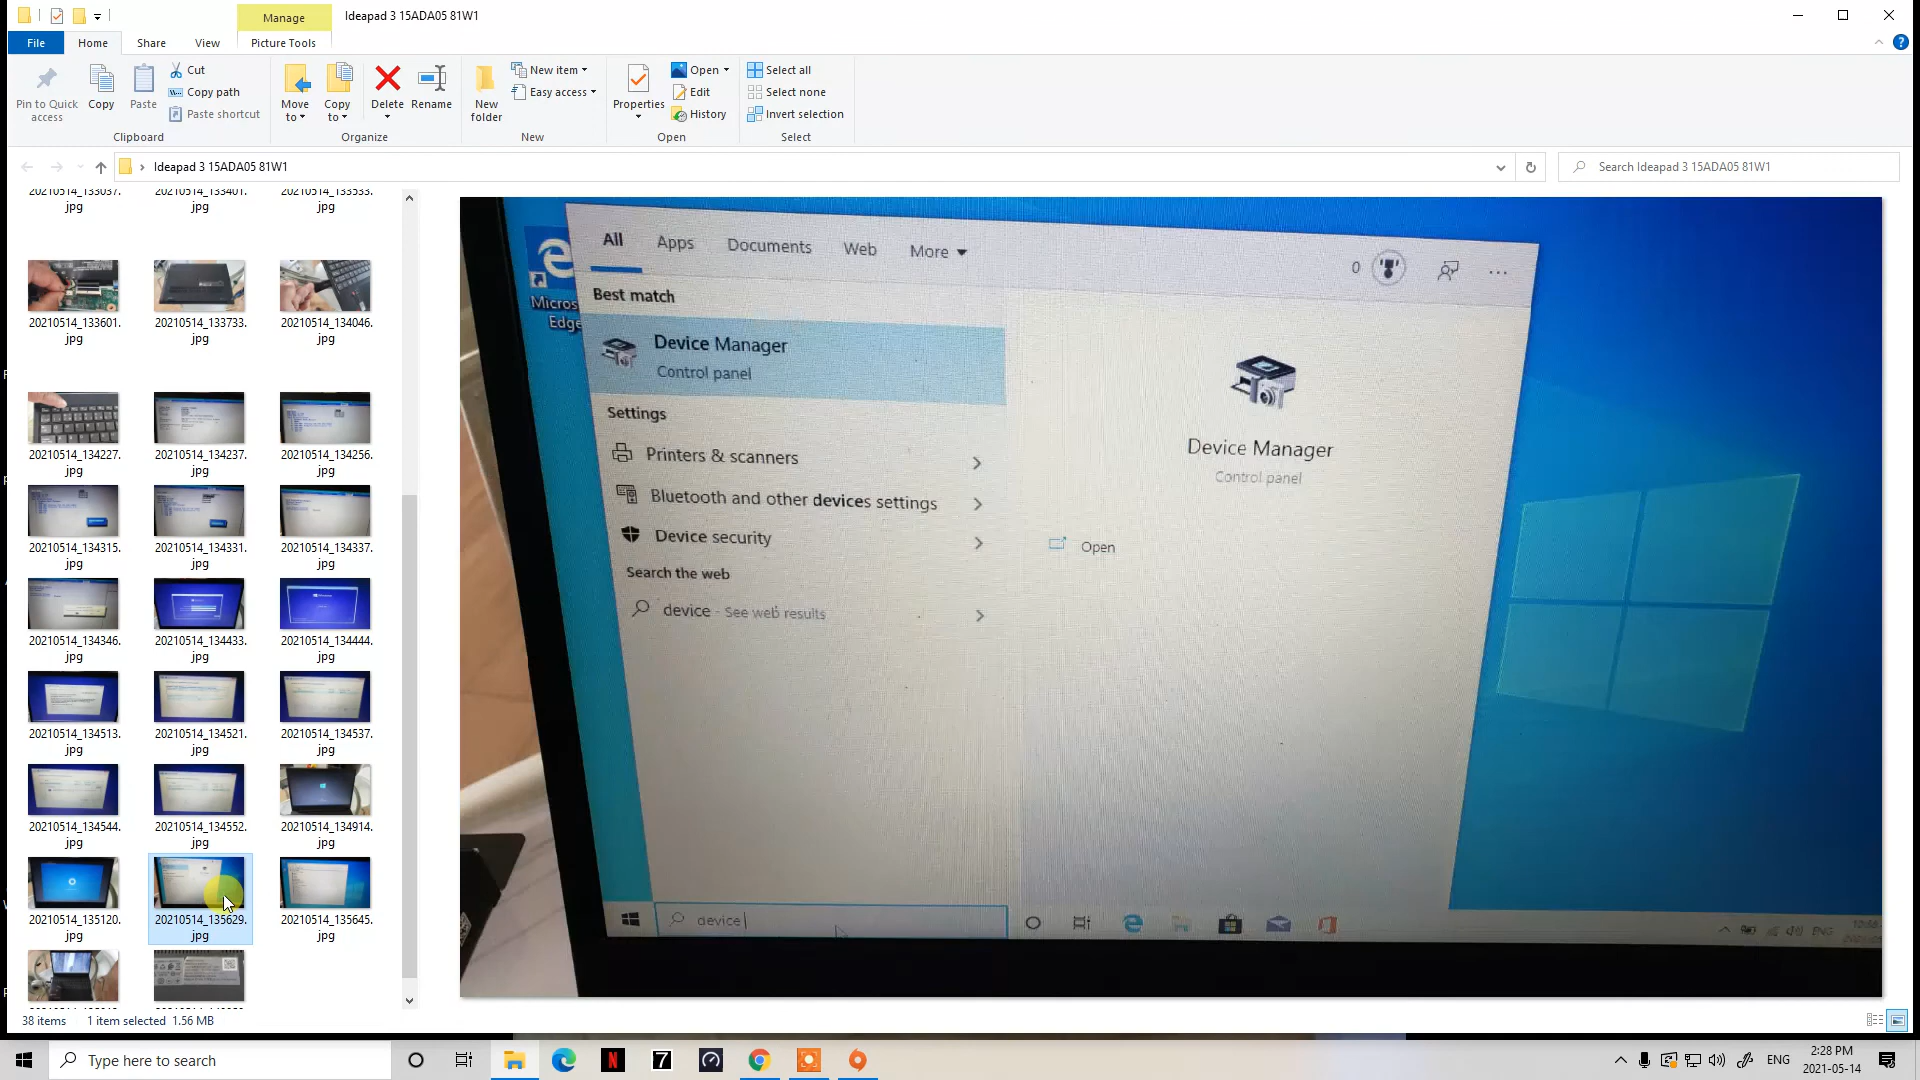 Manage
Ideapad 3 15ADA05 81W1
File
Home
Share
View
Picture Tools
Pin to Quick
access
Copy
Paste
Cut
Copy path
Paste shortcut
Clipboard
Move
to
Copy
to
Delete
Rename
Organize
New
folder
New item
Easy access
New
Properties
Open
Edit
History
Open
Select all
Select none
Invert selection
Select
Ideapad 3 15ADA05 81W1
Search Ideapad 3 15ADA05 81W1
20210514_133037.
jpg
20210514_133401.
jpg
20210514_133533.
jpg
20210514_133601.
jpg
20210514_133733.
jpg
20210514_134046.
jpg
20210514_134227.
jpg
20210514_134237.
jpg
20210514_134256.
jpg
20210514_134315.
jpg
20210514_134331.
jpg
20210514_134337.
jpg
20210514_134346.
jpg
20210514_134433.
jpg
20210514_134444.
jpg
20210514_134513.
jpg
20210514_134521.
jpg
20210514_134537.
jpg
20210514_134544.
jpg
20210514_134552.
jpg
20210514_134914.
jpg
20210514_135120.
jpg
20210514_135629.
jpg
20210514_135645.
jpg
Micros
Edge
All
Apps
Documents
Web
More
0
Best match
Device Manager
Control panel
Settings
Printers & scanners
Bluetooth and other devices settings
Device security
Search the web
device - See web results
Device Manager
Control panel
Open
device
ENG
38 items
1 item selected 1.56 MB
Type here to search
7
ENG
2:28 PM
2021-05-14